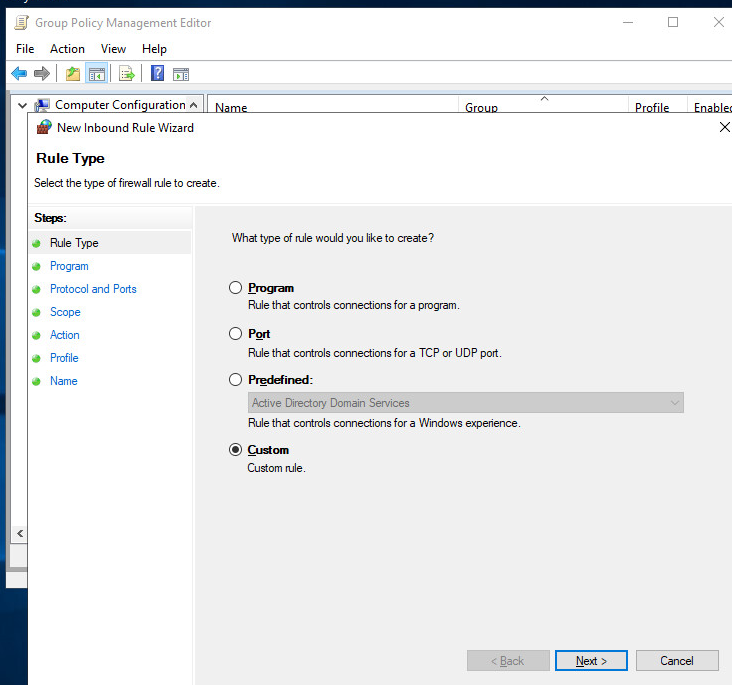 Group Policy Management Editor
File Action View Help
Computer Configuration
Name Group Profile
New Inbound Rule Wizard
Rule Type
Select the type of firewall rule to create.
Steps:
Rule Type
Program
Protocol and Ports
Scope
Action
Profile
Name
What type of rule would you like to create?
Program
Rule that controls connections for a program.
Port
Rule that controls connections for a TCP or UDP port.
Predefined:
Active Directory Domain Services
Rule that controls connections for a Windows experience.
Custom
Custom rule.
< Back Next > Cancel